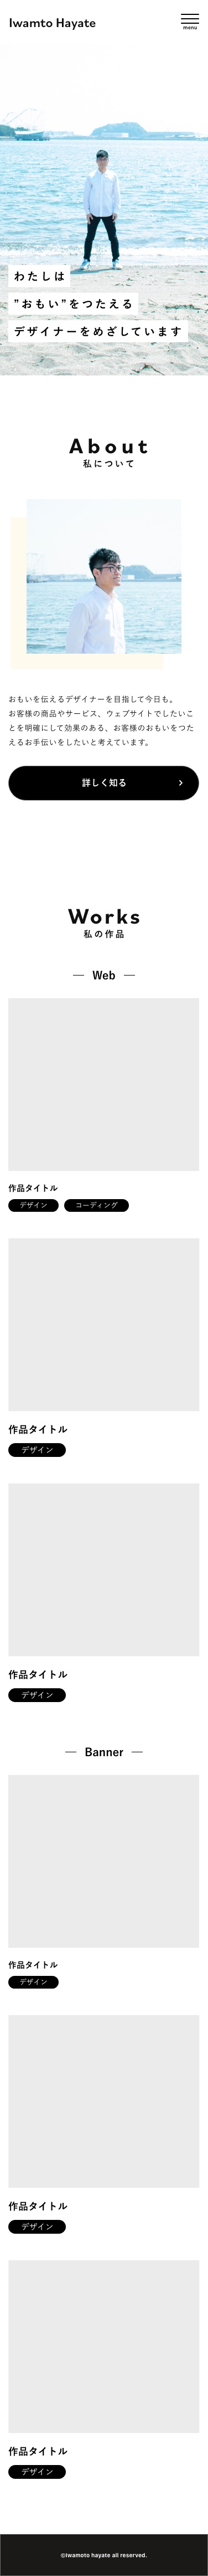 Iwamto Hayate
menu
わたしは
”おもい”をつたえる
デザイナーをめざしています
About
私について
おもいを伝えるデザイナーを目指して今日も。
お客様の商品やサービス、ウェブサイトでしたいこ
とを明確にして効果のある、お客様のおもいをつた
えるお手伝いをしたいと考えています。
詳しく知る
Works
私の作品
Web
作品タイトル
デザイン コーディング
作品タイトル
デザイン
作品タイトル
デザイン
Banner
作品タイトル
デザイン
作品タイトル
デザイン
作品タイトル
デザイン
©Iwamoto hayate all reserved.